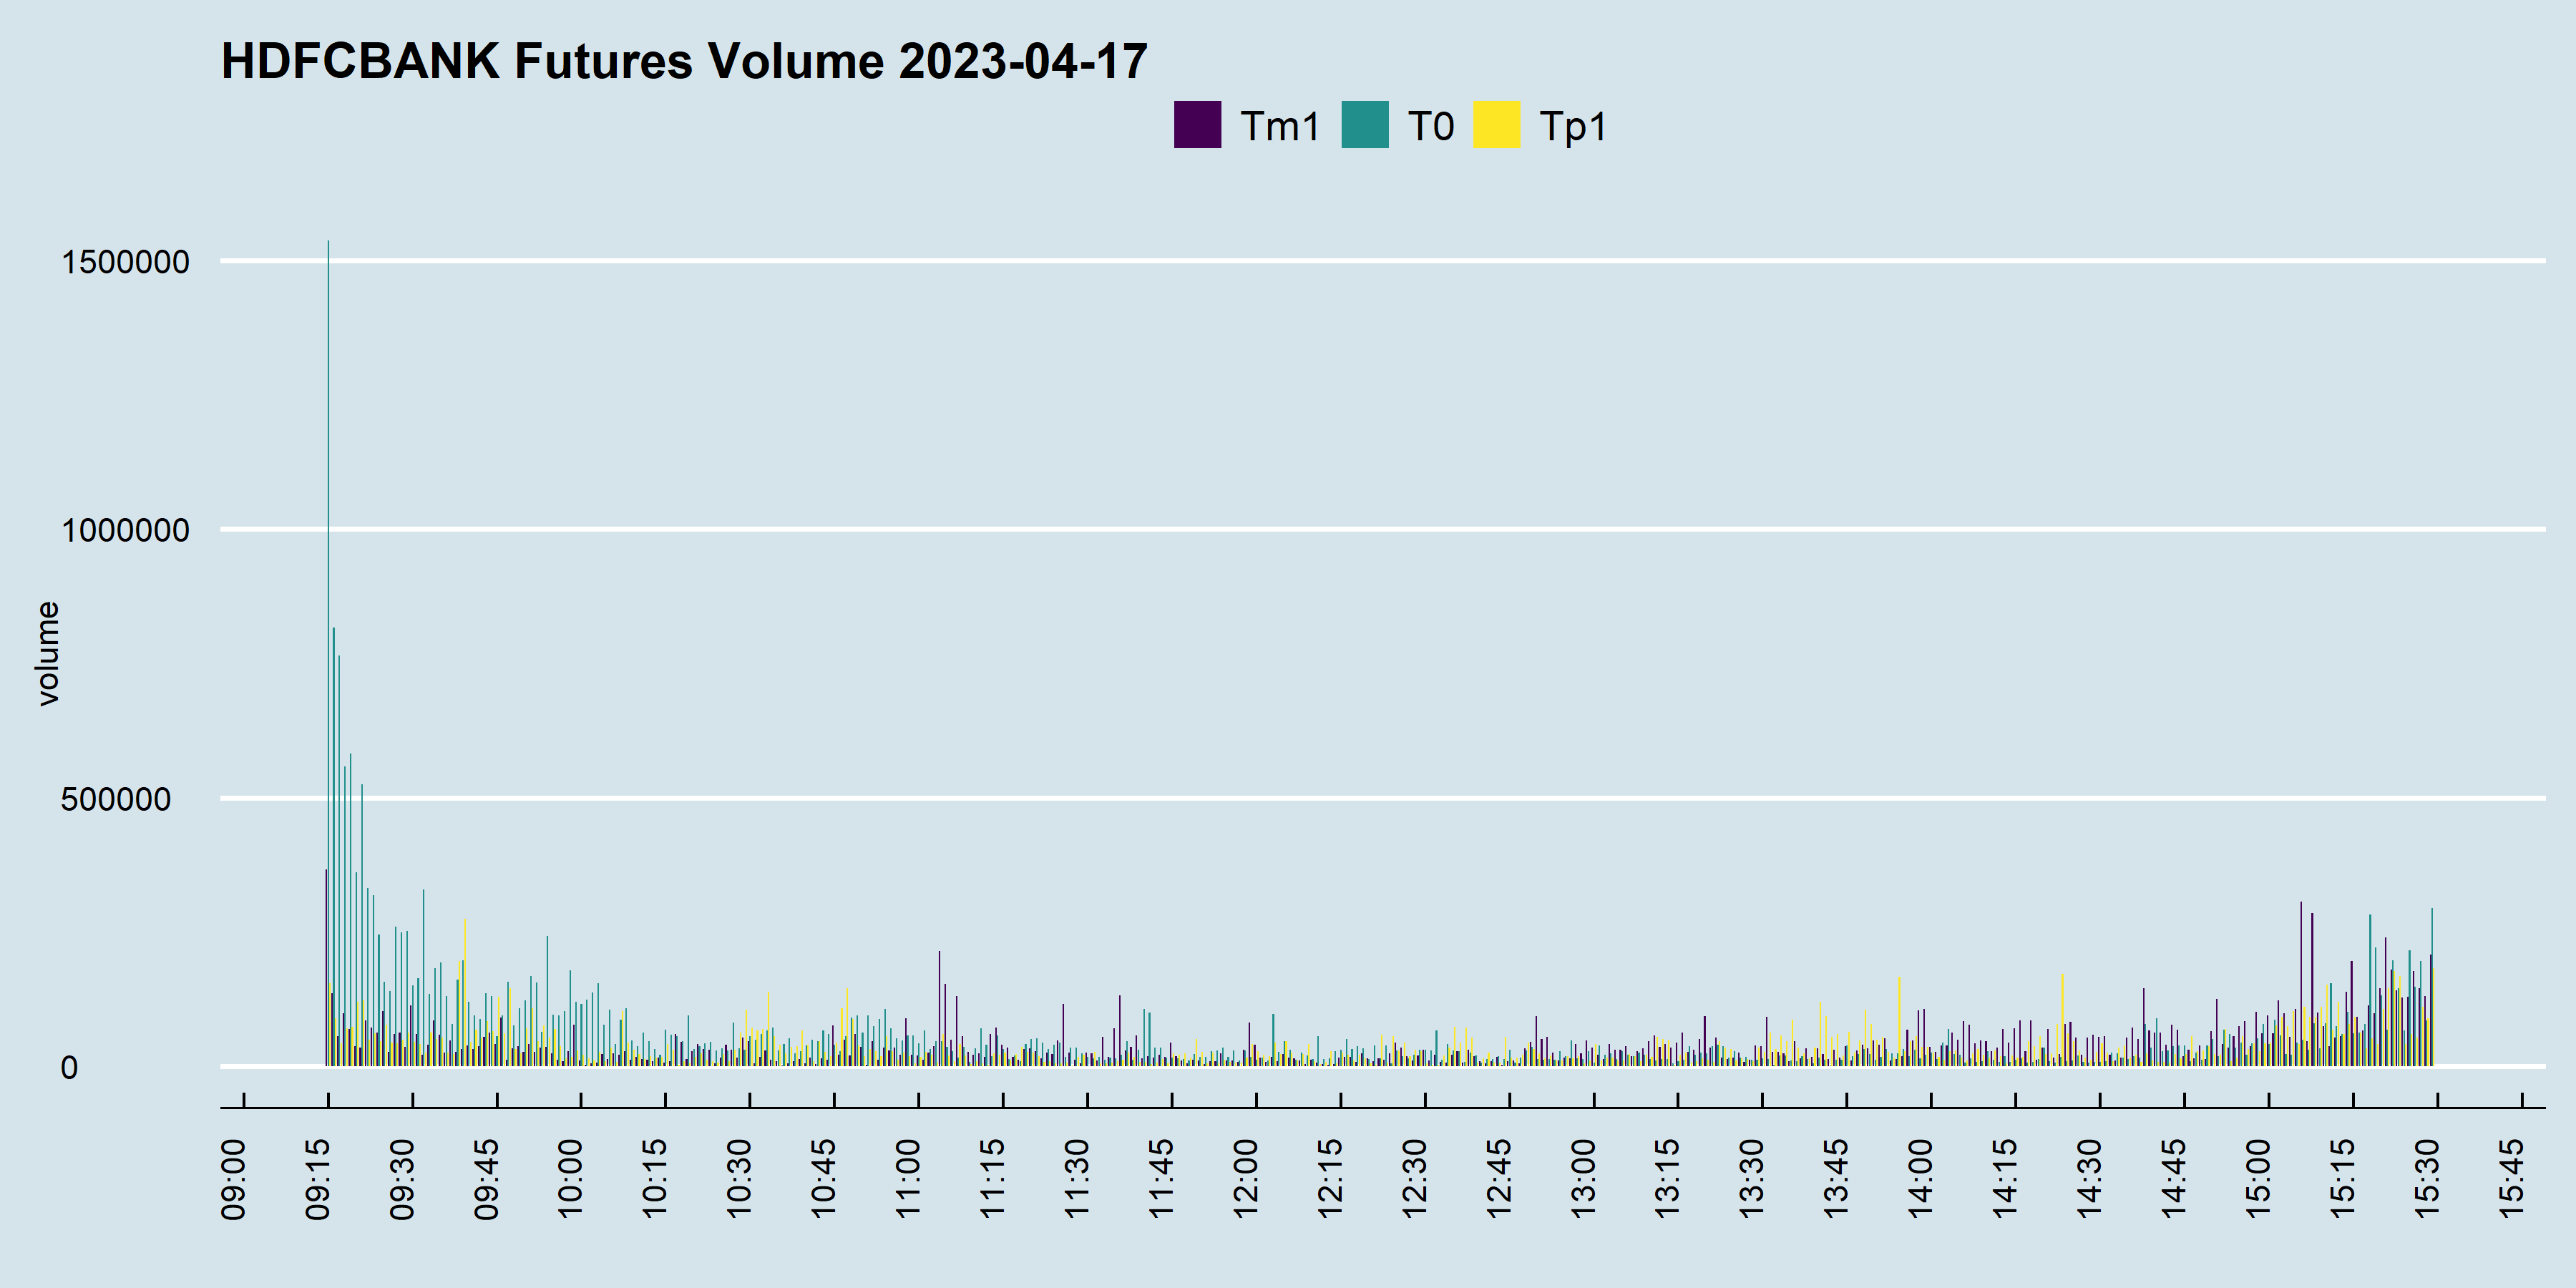 HDFCBANK Futures Volume 2023-04-17
Tm1 T0 Tp1
1500000
1000000
500000
0
volume
09:00 09:15 09:30 09:45 10:00 10:15 10:30 10:45 11:00 11:15 11:30 11:45 12:00 12:15 12:30 12:45 13:00 13:15 13:30 13:45 14:00 14:15 14:30 14:45 15:00 15:15 15:30 15:45